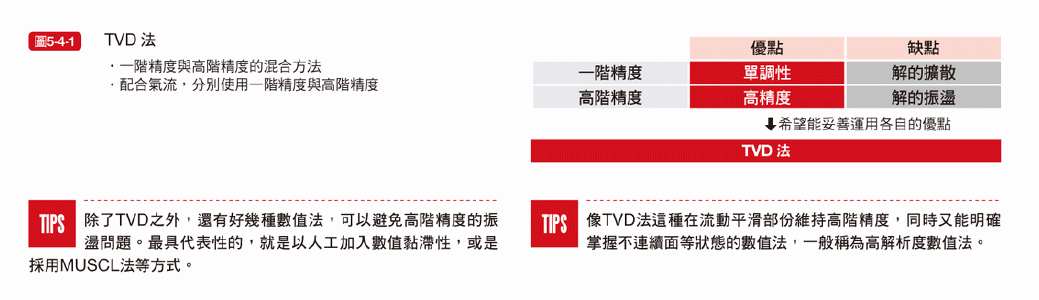 圖5-4-1 TVD 法
・一階精度與高階精度的混合方法
・配合氣流，分別使用一階精度與高階精度
優點 缺點
一階精度 單調性 解的擴散
高階精度 高精度 解的振盪
⬇希望能妥善運用各自的優點
TVD 法
TIPS 除了TVD之外，還有好幾種數值法，可以避免高階精度的振
盪問題。最具代表性的，就是以人工加入數值黏滯性，或是
採用MUSCL法等方式。
TIPS 像TVD法這種在流動平滑部份維持高階精度，同時又能明確
掌握不連續面等狀態的數值法，一般稱為高解析度數值法。